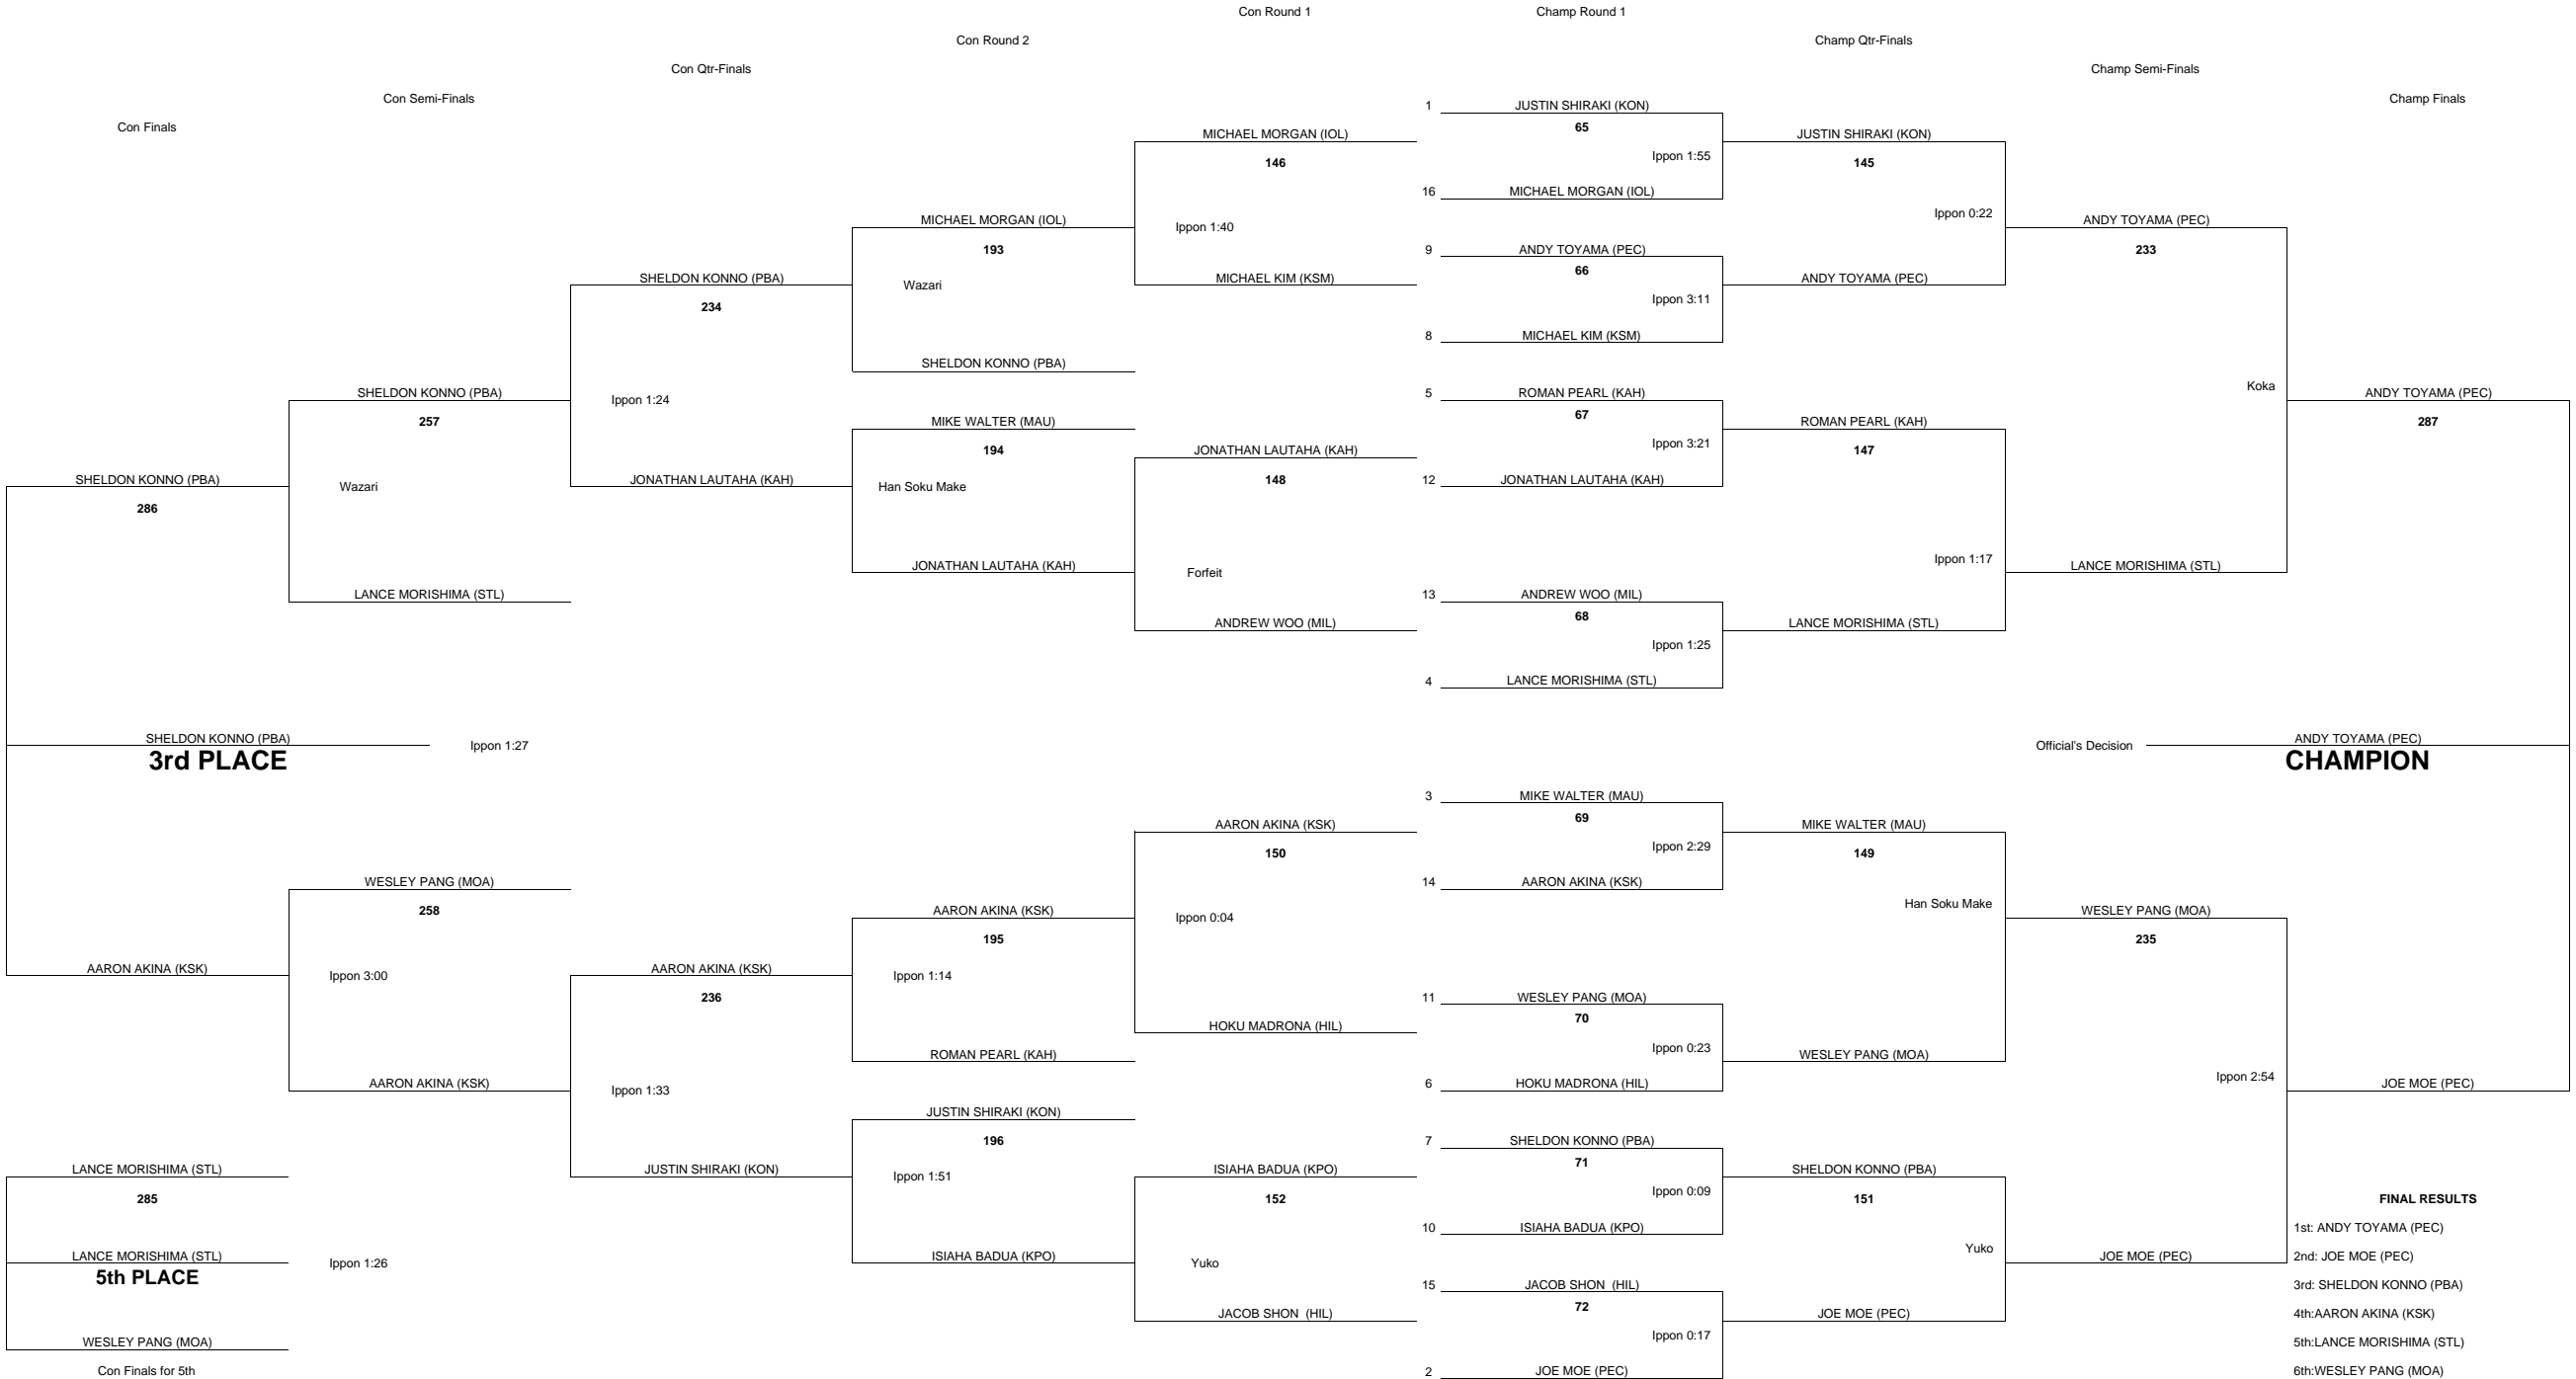 Con Round 1
Champ Round 1
Con Round 2
Champ Qtr-Finals
Con Qtr-Finals
Champ Semi-Finals
Con Semi-Finals
Champ Finals
Con Finals
1 JUSTIN SHIRAKI (KON)
65
Ippon 1:55
16 MICHAEL MORGAN (IOL)
9 ANDY TOYAMA (PEC)
66
Ippon 3:11
8 MICHAEL KIM (KSM)
5 ROMAN PEARL (KAH)
67
Ippon 3:21
12 JONATHAN LAUTAHA (KAH)
13 ANDREW WOO (MIL)
68
Ippon 1:25
4 LANCE MORISHIMA (STL)
3 MIKE WALTER (MAU)
69
Ippon 2:29
14 AARON AKINA (KSK)
11 WESLEY PANG (MOA)
70
Ippon 0:23
6 HOKU MADRONA (HIL)
7 SHELDON KONNO (PBA)
71
Ippon 0:09
10 ISIAHA BADUA (KPO)
15 JACOB SHON  (HIL)
72
Ippon 0:17
2 JOE MOE (PEC)
JUSTIN SHIRAKI (KON)
145
Ippon 0:22
ANDY TOYAMA (PEC)
ROMAN PEARL (KAH)
147
Ippon 1:17
LANCE MORISHIMA (STL)
MIKE WALTER (MAU)
149
Han Soku Make
WESLEY PANG (MOA)
SHELDON KONNO (PBA)
151
Yuko
JOE MOE (PEC)
ANDY TOYAMA (PEC)
233
Koka
LANCE MORISHIMA (STL)
WESLEY PANG (MOA)
235
Ippon 2:54
JOE MOE (PEC)
ANDY TOYAMA (PEC)
287
Official's Decision
ANDY TOYAMA (PEC)
CHAMPION
JOE MOE (PEC)
MICHAEL MORGAN (IOL)
146
Ippon 1:40
MICHAEL KIM (KSM)
JONATHAN LAUTAHA (KAH)
148
Forfeit
ANDREW WOO (MIL)
AARON AKINA (KSK)
150
Ippon 0:04
HOKU MADRONA (HIL)
ISIAHA BADUA (KPO)
152
Yuko
JACOB SHON  (HIL)
MICHAEL MORGAN (IOL)
193
Wazari
SHELDON KONNO (PBA)
MIKE WALTER (MAU)
194
Han Soku Make
JONATHAN LAUTAHA (KAH)
AARON AKINA (KSK)
195
Ippon 1:14
ROMAN PEARL (KAH)
JUSTIN SHIRAKI (KON)
196
Ippon 1:51
ISIAHA BADUA (KPO)
SHELDON KONNO (PBA)
234
Ippon 1:24
JONATHAN LAUTAHA (KAH)
AARON AKINA (KSK)
236
Ippon 1:33
JUSTIN SHIRAKI (KON)
SHELDON KONNO (PBA)
257
Wazari
LANCE MORISHIMA (STL)
WESLEY PANG (MOA)
258
Ippon 3:00
AARON AKINA (KSK)
SHELDON KONNO (PBA)
286
SHELDON KONNO (PBA)
Ippon 1:27
3rd PLACE
AARON AKINA (KSK)
LANCE MORISHIMA (STL)
285
LANCE MORISHIMA (STL)
Ippon 1:26
5th PLACE
WESLEY PANG (MOA)
Con Finals for 5th
FINAL RESULTS
1st: ANDY TOYAMA (PEC)
2nd: JOE MOE (PEC)
3rd: SHELDON KONNO (PBA)
4th:AARON AKINA (KSK)
5th:LANCE MORISHIMA (STL)
6th:WESLEY PANG (MOA)